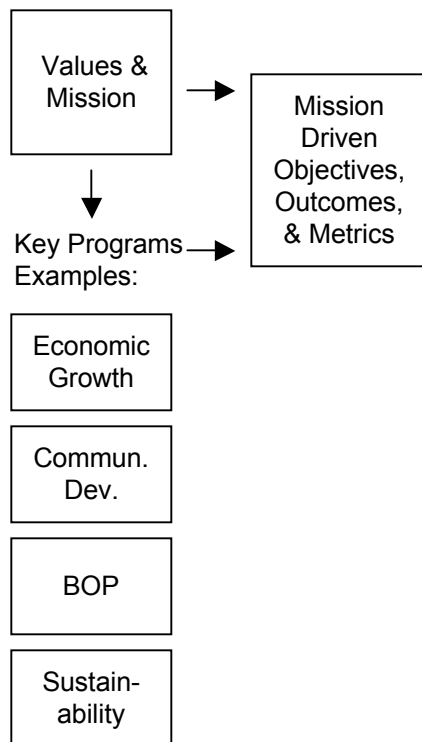 Values &
Mission
Mission
Driven
Objectives,
Outcomes,
& Metrics
Key Programs
Examples:
Economic
Growth
Commun.
Dev.
BOP
Sustain-
ability